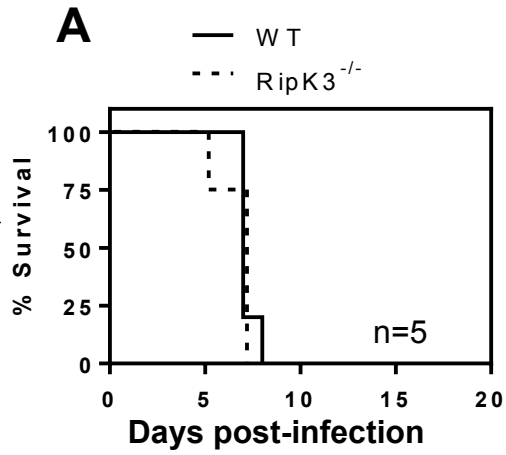 A
WT
RipK3-/-
% Survival
100
75
50
25
0
n=5
0 5 10 15 20
Days post-infection